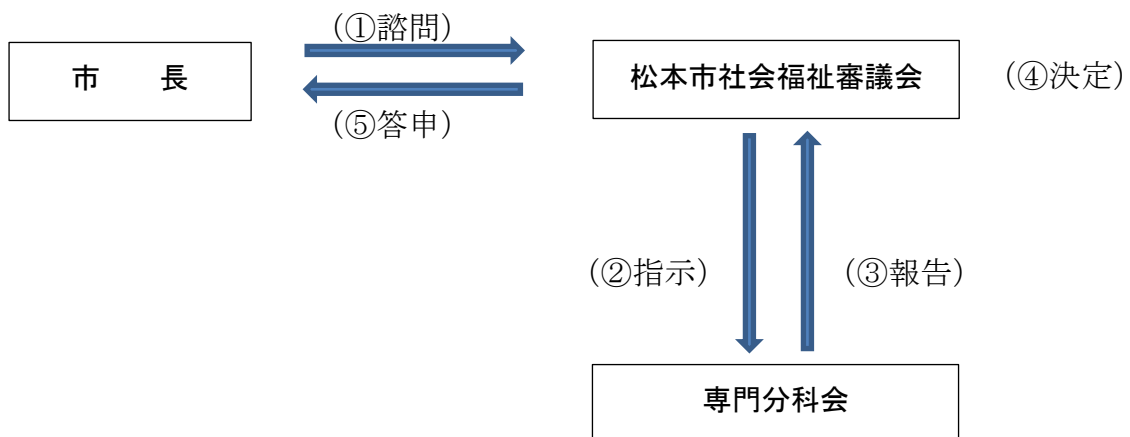 (①諮問)
市　　長
松本市社会福祉審議会
(④決定)
(⑤答申)
(②指示)
(③報告)
専門分科会